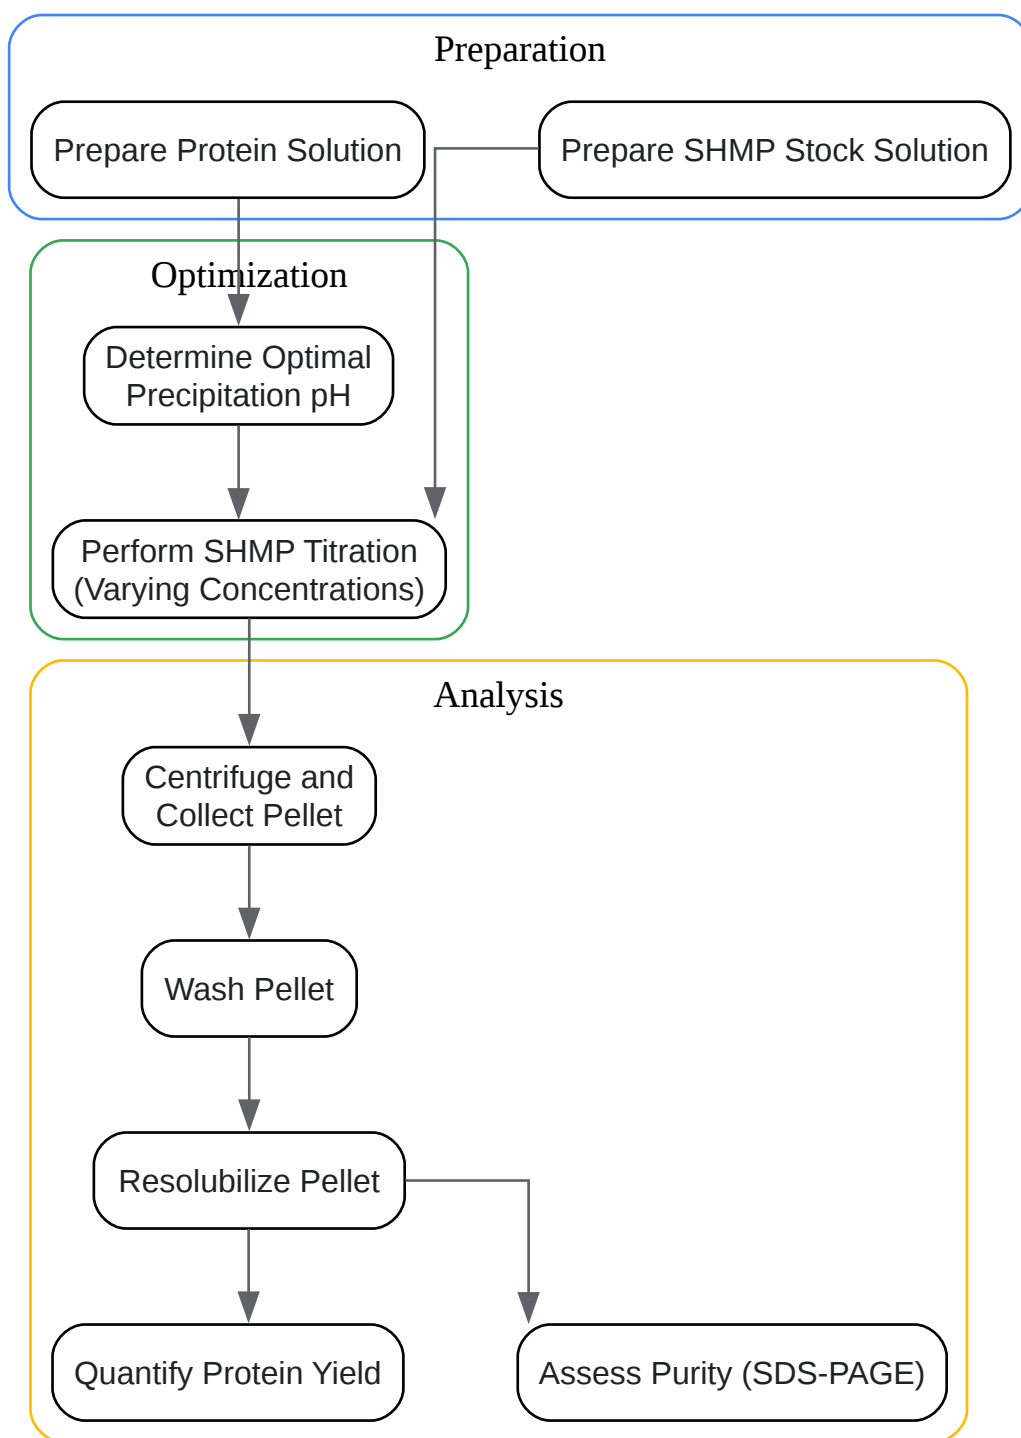 Preparation
Prepare Protein Solution
Prepare SHMP Stock Solution
Optimization
Determine Optimal
Precipitation pH
Perform SHMP Titration
(Varying Concentrations)
Analysis
Centrifuge and
Collect Pellet
Wash Pellet
Resolubilize Pellet
Quantify Protein Yield
Assess Purity (SDS-PAGE)